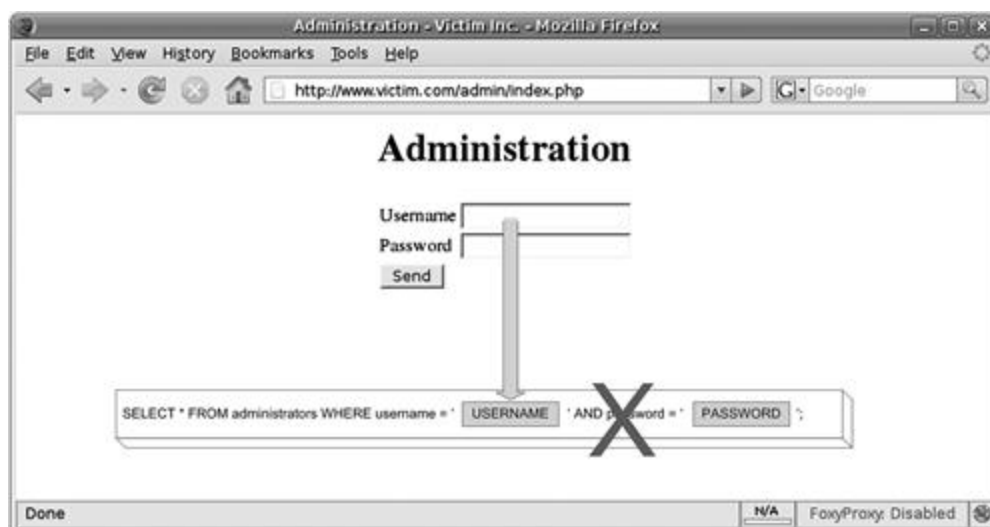 Administration - Victim Inc. - Mozilla Firefox
File Edit View History Bookmarks Tools Help
http://www.victim.com/admin/index.php G Google
Administration
Username
Password
Send
SELECT * FROM administrators WHERE username = ' USERNAME ' AND password = ' PASSWORD ';
X
Done N/A FoxyProxy: Disabled